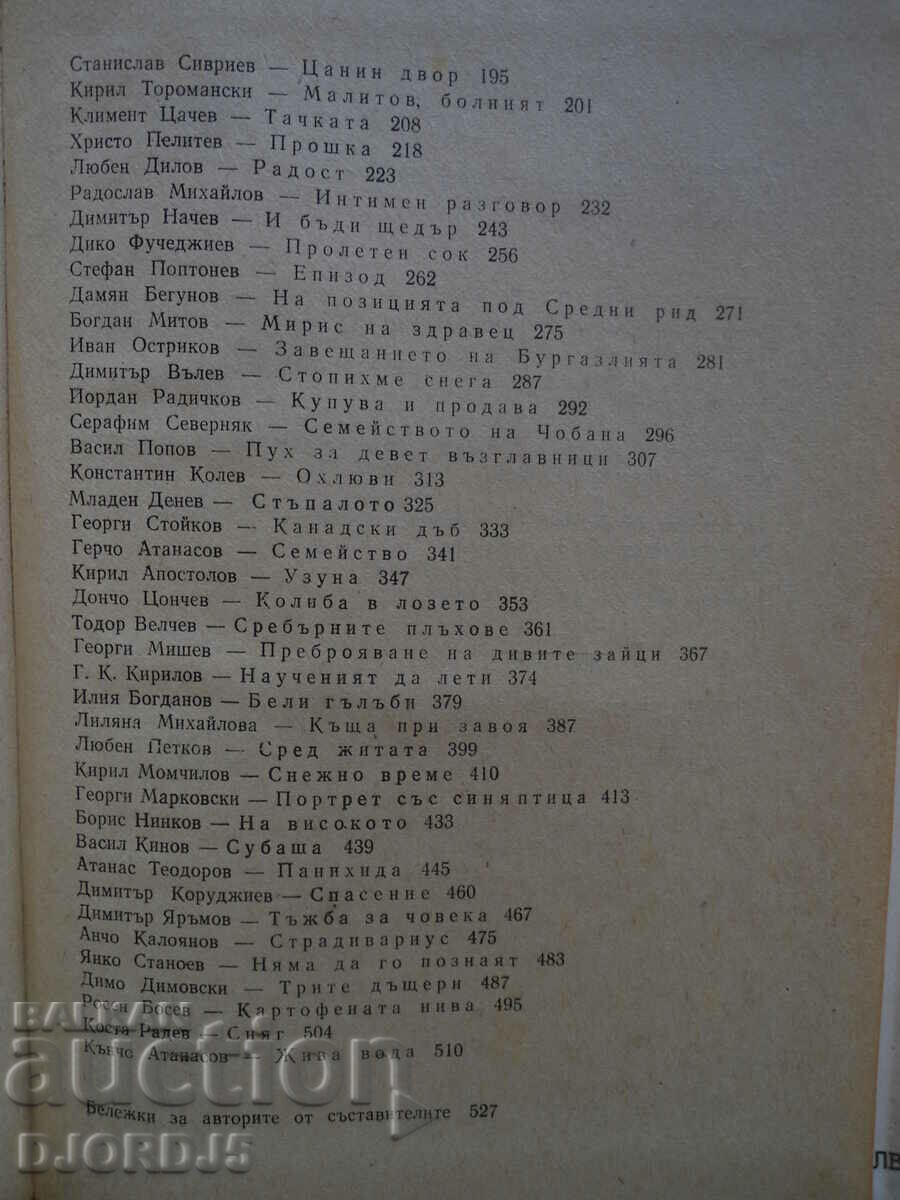 Станислав Сивриев — Цанин двор 195
Кирил Торомански — Малитов, болният 201
Климент Цачев — Тачката 208
Христо Пелитев — Прошка 218
Любен Дилов — Радост 223
Радослав Михайлов — Интимен разговор 232
Димитър Начев — И бъди щедър 243
Дико Фучеджиев — Пролетен сок 256
Стефан Поптонев — Епизод 262
Дамян Бегунов — На позицията под Средни рид 271
Богдан Митов — Мирис на здравец 275
Иван Остриков — Завещанието на Бургазлията 281
Димитър Вълев — Стопихме снега 287
Йордан Радичков — Купува и продава 292
Серафим Северняк — Семейството на Чобана 296
Васил Попов — Пух за девет възглавници 307
Константин Колев — Охлюви 313
Младен Денев — Стъпалото 325
Георги Стойков — Канадски дъб 333
Герчо Атанасов — Семейство 341
Кирил Апостолов — Узуна 347
Дончо Цончев — Колиба в лозето 353
Тодор Велчев — Сребърните плъхове 361
Георги Мишев — Преброяване на дивите зайци 367
Г. К. Кирилов — Наученият да лети 374
Илия Богданов — Бели гълъби 379
Лиляна Михайлова — Къща при завоя 387
Любен Петков — Сред житата 399
Кирил Момчилов — Снежно време 410
Георги Марковски — Портрет със синяптица 413
Борис Нинков — На високото 433
Васил Кинов — Субаша 439
Атанас Теодоров — Панихида 445
Димитър Коруджиев — Спасение 460
Димитър Яръмов — Тъжба за човека 467
Анчо Калоянов — Страдивариус 475
Янко Станоев — Няма да го познаят 483
Димо Димовски — Трите дъщери 487
Росен Босев — Картофената нива 495
Коста Радев — Сняг 504
Кънчо Атанасов — Жива вода 510
Бележки за авторите от съставителите 527
BALKAN
auction
DJORDJ5
ЛВ